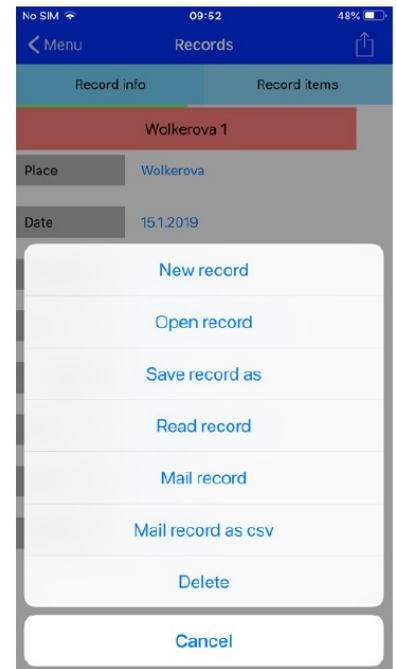 No SIM 09:52 48%
Menu Records
Record info Record items
Wolkerova 1
Place Wolkerova
Date 15.1.2019
New record
Open record
Save record as
Read record
Mail record
Mail record as csv
Delete
Cancel